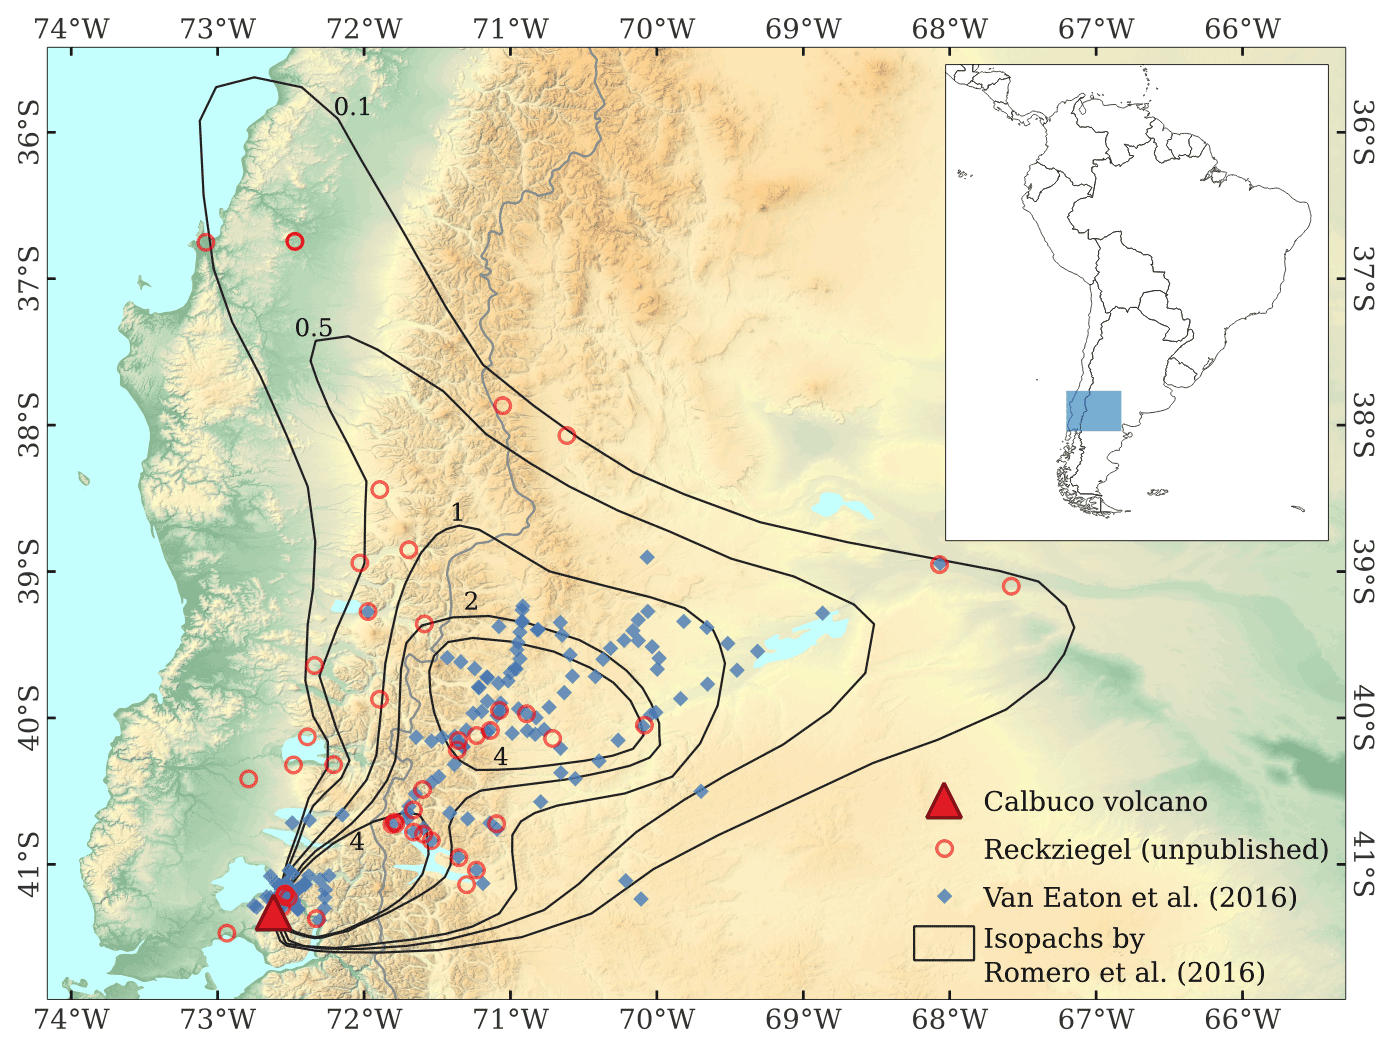 74°W 73°W 72°W 71°W 70°W 69°W 68°W 67°W 66°W
0.1
36°S 36°S
37°S 37°S
0.5
38°S 38°S
1
39°S 39°S
2
40°S 40°S
4
Calbuco volcano
4
Reckziegel (unpublished)
41°S 41°S
Van Eaton et al. (2016)
Isopachs by
Romero et al. (2016)
74°W 73°W 72°W 71°W 70°W 69°W 68°W 67°W 66°W